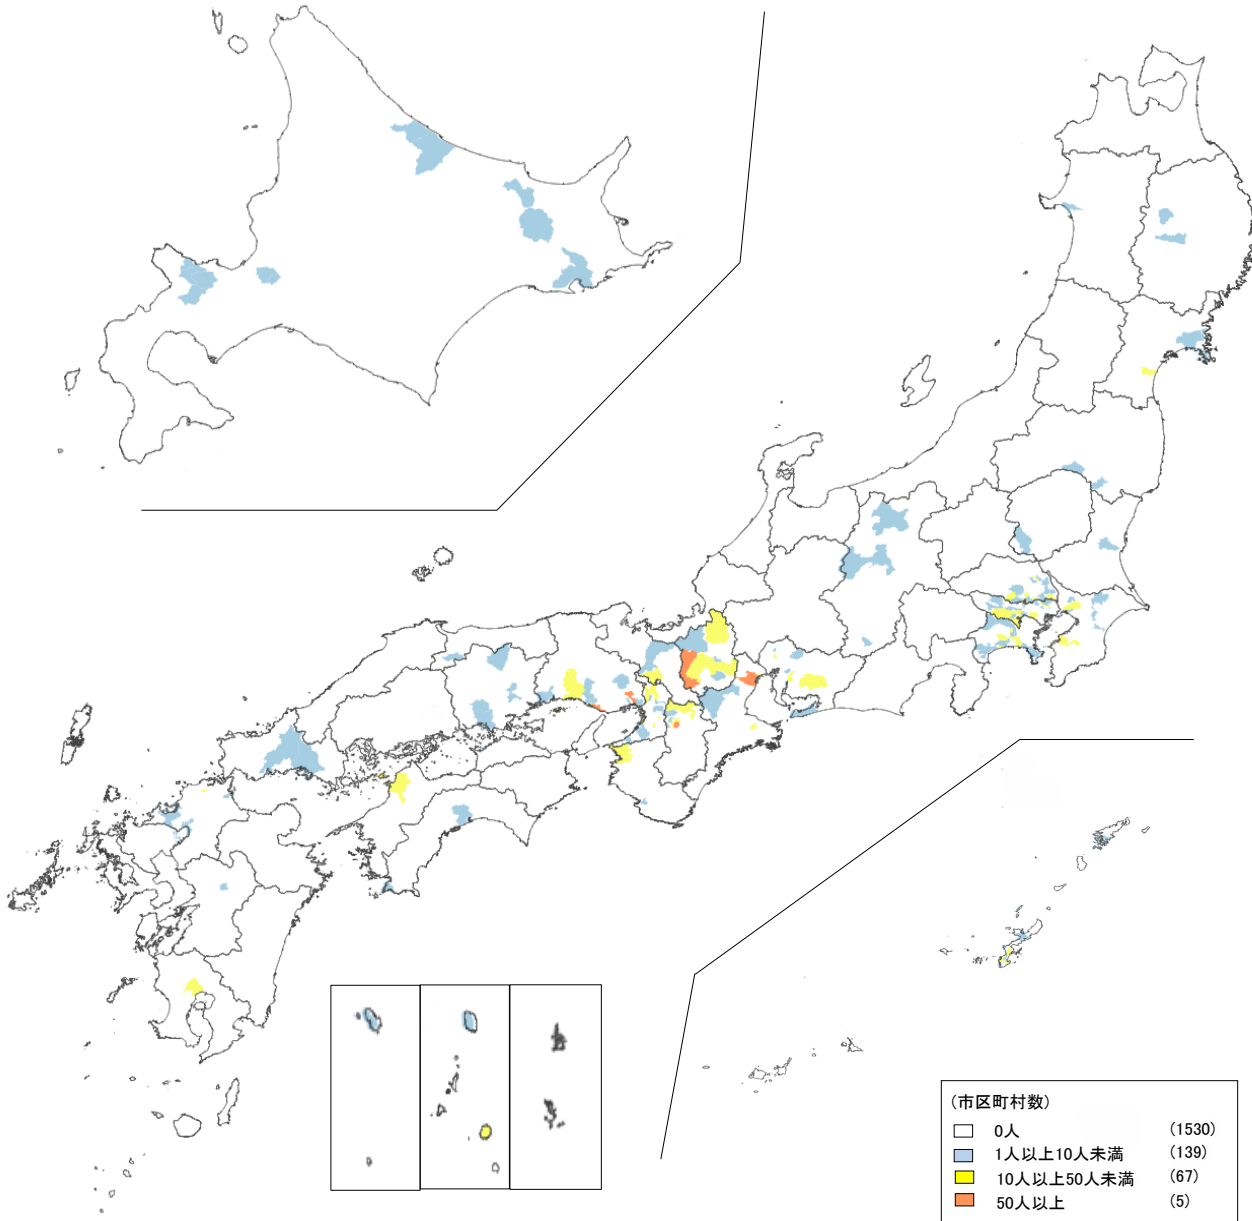 (市区町村数)
0人 (1530)
1人以上10人未満 (139)
10人以上50人未満 (67)
50人以上 (5)